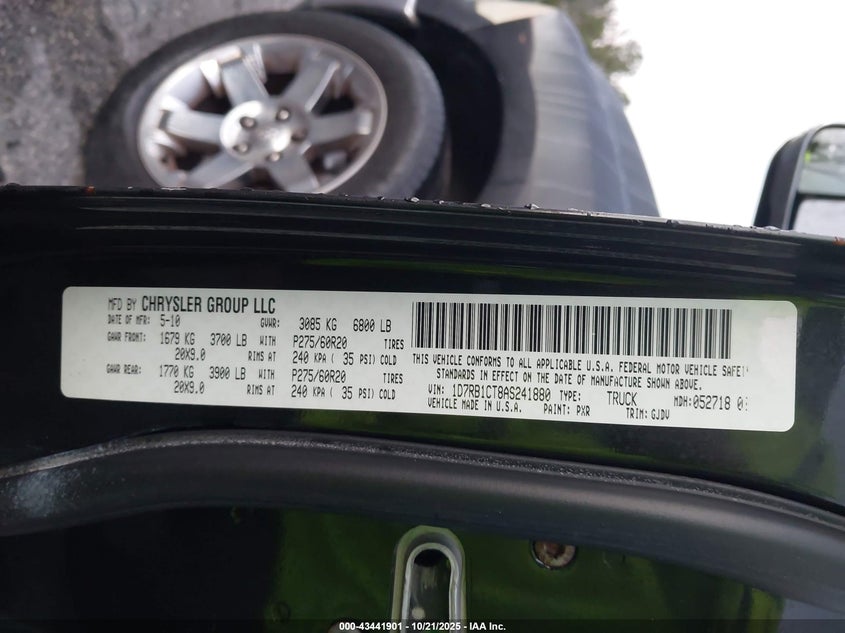 MFD BY CHRYSLER GROUP LLC
DATE OF MFR: 5-10 GVWR: 3085 KG 6800 LB
GAWR FRONT: 1679 KG 3700 LB WITH P275/60R20 TIRES
20X9.0 RIMS AT 240 KPA ( 35 PSI) COLD
GAWR REAR: 1770 KG 3900 LB WITH P275/60R20 TIRES
20X9.0 RIMS AT 240 KPA ( 35 PSI) COLD
THIS VEHICLE CONFORMS TO ALL APPLICABLE U.S.A. FEDERAL MOTOR VEHICLE SAFETY
STANDARDS IN EFFECT ON THE DATE OF MANUFACTURE SHOWN ABOVE.
VIN: 1D7RB1CT8AS241880 TYPE: TRUCK MDH:052718 0
VEHICLE MADE IN U.S.A. PAINT: PXR TRIM: GJDV
000-43441901 - 10/21/2025 - IAA Inc.